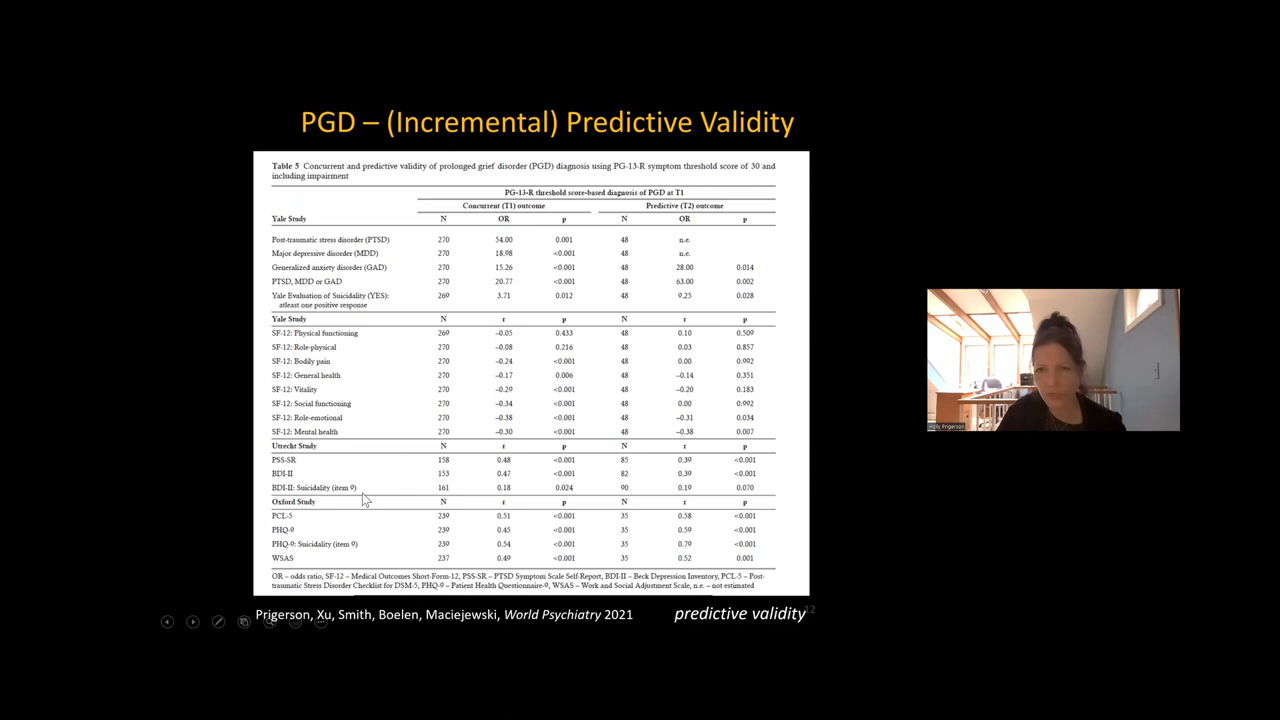 PGD – (Incremental) Predictive Validity
Table 5 Concurrent and predictive validity of prolonged grief disorder (PGD) diagnosis using PG-13-R symptom threshold score of 30 and
including impairment
PG-13-R threshold score-based diagnosis of PGD at T1
Concurrent (T1) outcome Predictive (T2) outcome
Yale Study N OR p N OR p
Post-traumatic stress disorder (PTSD) 270 54.00 0.001 48 n.e.
Major depressive disorder (MDD) 270 18.98 <0.001 48 n.e.
Generalized anxiety disorder (GAD) 270 15.26 <0.001 48 28.00 0.014
PTSD, MDD or GAD 270 20.77 <0.001 48 63.00 0.002
Yale Evaluation of Suicidality (YES): 269 3.71 0.012 48 9.25 0.028
atleast one positive response
Yale Study N r p N r p
SF-12: Physical functioning 269 –0.05 0.433 48 0.10 0.509
SF-12: Role-physical 270 –0.08 0.216 48 0.03 0.857
SF-12: Bodily pain 270 –0.24 <0.001 48 0.00 0.992
SF-12: General health 270 –0.17 0.006 48 –0.14 0.351
SF-12: Vitality 270 –0.29 <0.001 48 –0.20 0.183
SF-12: Social functioning 270 –0.34 <0.001 48 0.00 0.992
SF-12: Role-emotional 270 –0.38 <0.001 48 –0.31 0.034
SF-12: Mental health 270 –0.30 <0.001 48 –0.38 0.007
Utrecht Study N r p N r p
PSS-SR 158 0.48 <0.001 85 0.39 <0.001
BDI-II 153 0.47 <0.001 82 0.39 <0.001
BDI-II: Suicidality (item 9) 161 0.18 0.024 90 0.19 0.070
Oxford Study N r p N r p
PCL-5 239 0.51 <0.001 35 0.58 <0.001
PHQ-9 239 0.45 <0.001 35 0.59 <0.001
PHQ-9: Suicidality (item 9) 239 0.54 <0.001 35 0.79 <0.001
WSAS 237 0.49 <0.001 35 0.52 0.001
OR – odds ratio, SF-12 – Medical Outcomes Short-Form-12, PSS-SR – PTSD Symptom Scale Self-Report, BDI-II – Beck Depression Inventory, PCL-5 – Post-
traumatic Stress Disorder Checklist for DSM-5, PHQ-9 – Patient Health Questionnaire-9, WSAS – Work and Social Adjustment Scale, n.e. – not estimated
Prigerson, Xu, Smith, Boelen, Maciejewski, World Psychiatry 2021 predictive validity 12
Holly Prigerson